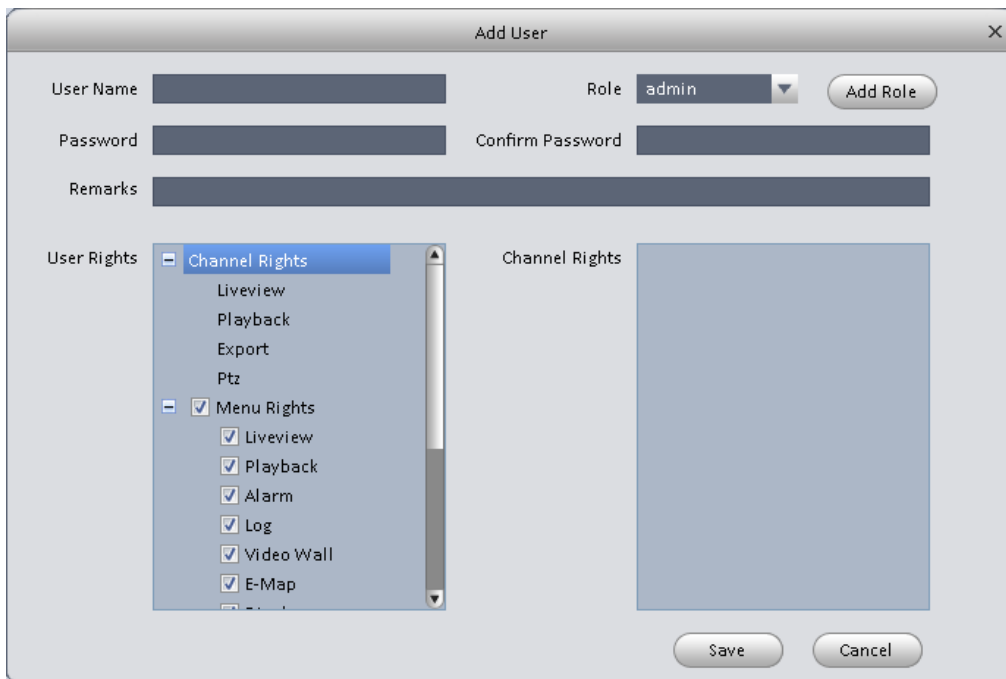 Add User
User Name
Role admin Add Role
Password
Confirm Password
Remarks
User Rights
Channel Rights
Liveview
Playback
Export
Ptz
Menu Rights
Liveview
Playback
Alarm
Log
Video Wall
E-Map
Channel Rights
Save Cancel